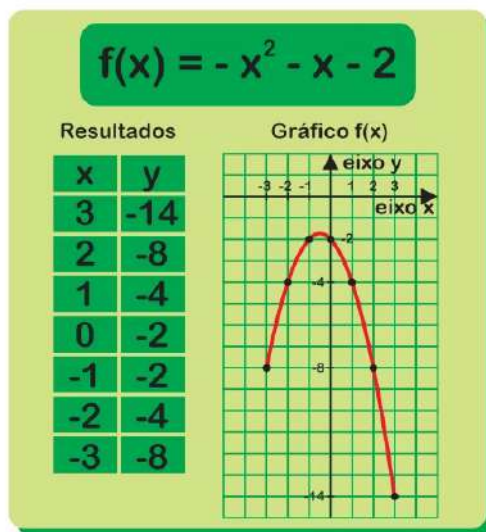 f(x) = - x² - x - 2
Resultados
x y
3 -14
2 -8
1 -4
0 -2
-1 -2
-2 -4
-3 -8
Gráfico f(x)
eixo y
-3 -2 -1 1 2 3
eixo x
-2
-4
-8
-14